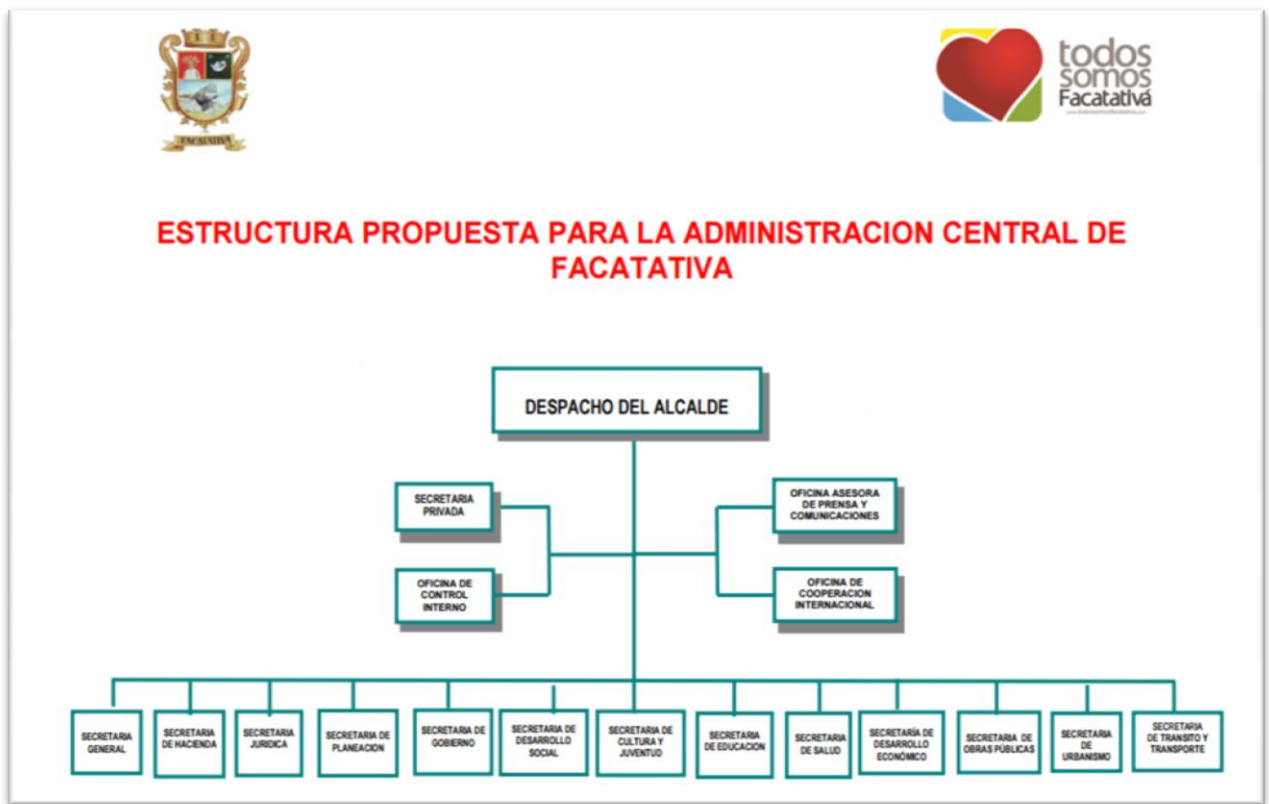 FACATATIVA
todos
somos
Facatativá
ESTRUCTURA PROPUESTA PARA LA ADMINISTRACION CENTRAL DE
FACATATIVA
DESPACHO DEL ALCALDE
SECRETARIA
PRIVADA
OFICINA ASESORA
DE PRENSA Y
COMUNICACIONES
OFICINA DE
CONTROL
INTERNO
OFICINA DE
COOPERACION
INTERNACIONAL
SECRETARIA
GENERAL
SECRETARIA
DE HACIENDA
SECRETARIA
JURIDICA
SECRETARIA DE
PLANEACION
SECRETARIA DE
GOBIERNO
SECRETARIA DE
DESARROLLO
SOCIAL
SECRETARIA DE
CULTURA Y
JUVENTUD
SECRETARIA
DE EDUCACION
SECRETARIA
DE SALUD
SECRETARÍA DE
DESARROLLO
ECONÓMICO
SECRETARIA DE
OBRAS PÚBLICAS
SECRETARIA
DE
URBANISMO
SECRETARIA
DE TRANSITO Y
TRANSPORTE